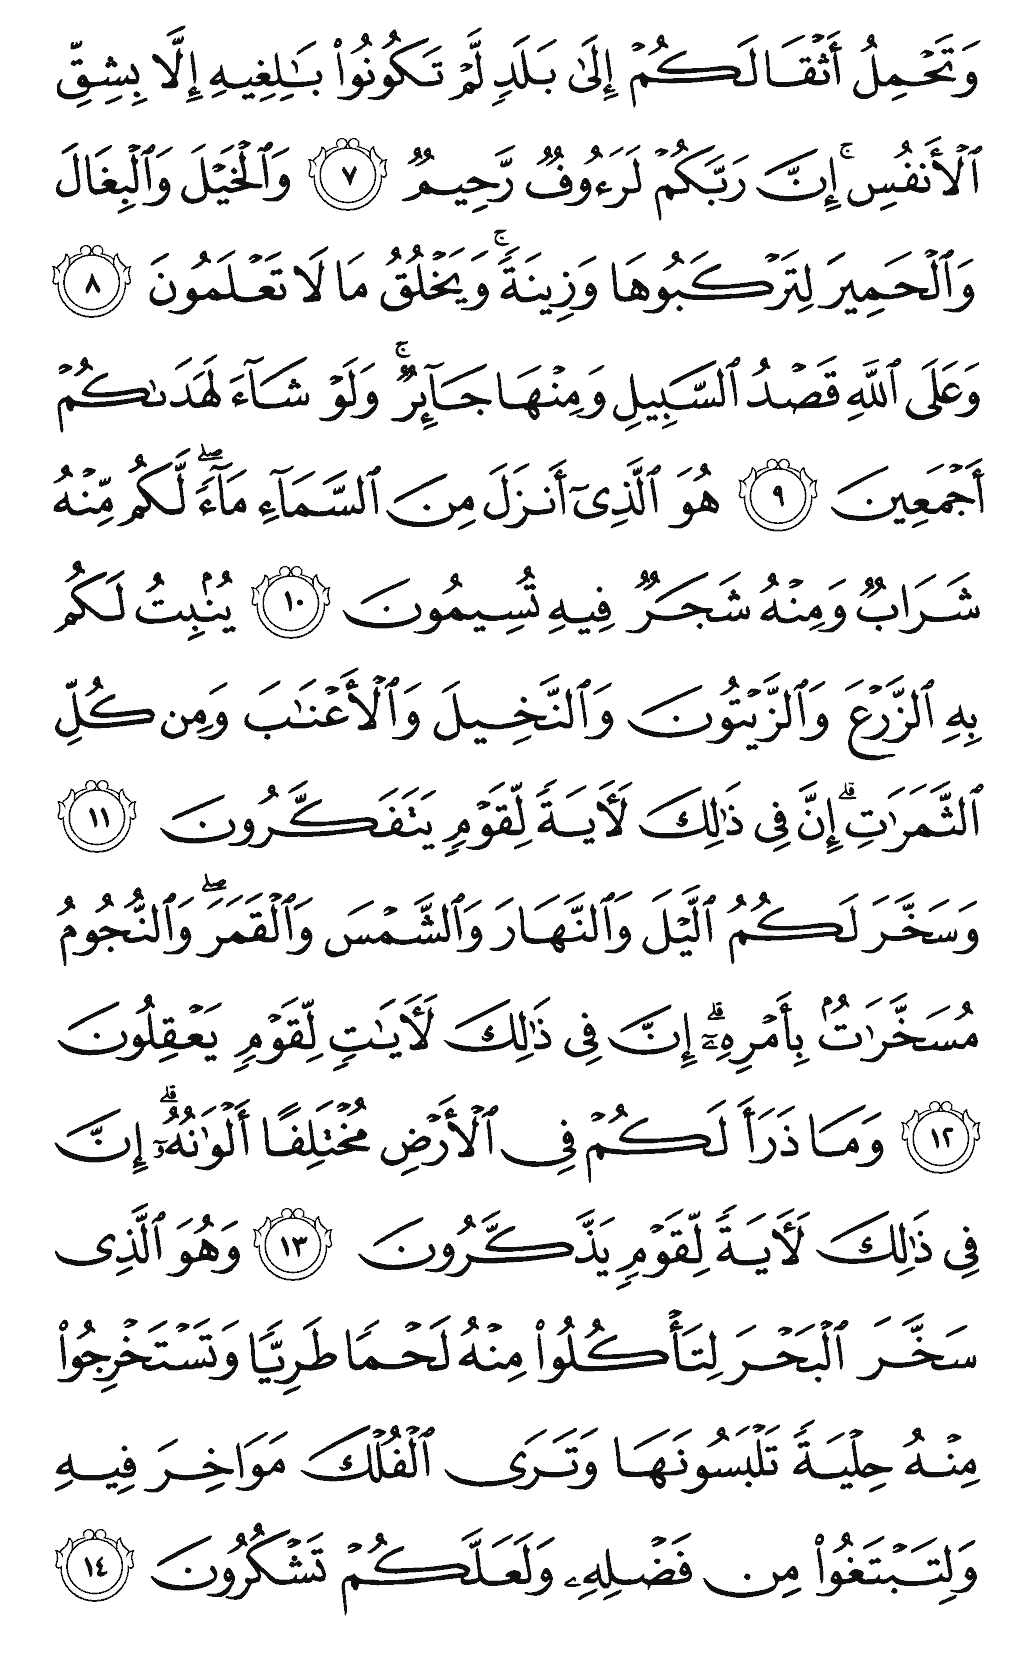 وَتَحْمِلُ أَثْقَالَكُمْ إِلَىٰ بَلَدٍ لَّمْ تَكُونُوا۟ بَـٰلِغِيهِ إِلَّا بِشِقِّ
ٱلْأَنفُسِ ۚ إِنَّ رَبَّكُمْ لَرَءُوفٌ رَّحِيمٌ ٧ وَٱلْخَيْلَ وَٱلْبِغَالَ
وَٱلْحَمِيرَ لِتَرْكَبُوهَا وَزِينَةً ۚ وَيَخْلُقُ مَا لَا تَعْلَمُونَ ٨
وَعَلَى ٱللَّهِ قَصْدُ ٱلسَّبِيلِ وَمِنْهَا جَآئِرٌ ۚ وَلَوْ شَآءَ لَهَدَىٰكُمْ
أَجْمَعِينَ ٩ هُوَ ٱلَّذِىٓ أَنزَلَ مِنَ ٱلسَّمَآءِ مَآءً ۖ لَّكُم مِّنْهُ
شَرَابٌ وَمِنْهُ شَجَرٌ فِيهِ تُسِيمُونَ ١٠ يُنۢبِتُ لَكُم
بِهِ ٱلزَّرْعَ وَٱلزَّيْتُونَ وَٱلنَّخِيلَ وَٱلْأَعْنَـٰبَ وَمِن كُلِّ
ٱلثَّمَرَٰتِ ۗ إِنَّ فِى ذَٰلِكَ لَـَٔايَةً لِّقَوْمٍ يَتَفَكَّرُونَ ١١
وَسَخَّرَ لَكُمُ ٱلَّيْلَ وَٱلنَّهَارَ وَٱلشَّمْسَ وَٱلْقَمَرَ ۖ وَٱلنُّجُومُ
مُسَخَّرَٰتٌۢ بِأَمْرِهِۦٓ ۗ إِنَّ فِى ذَٰلِكَ لَـَٔايَـٰتٍ لِّقَوْمٍ يَعْقِلُونَ
١٢ وَمَا ذَرَأَ لَكُمْ فِى ٱلْأَرْضِ مُخْتَلِفًا أَلْوَٰنُهُۥٓ ۗ إِنَّ
فِى ذَٰلِكَ لَـَٔايَةً لِّقَوْمٍ يَذَّكَّرُونَ ١٣ وَهُوَ ٱلَّذِى
سَخَّرَ ٱلْبَحْرَ لِتَأْكُلُوا۟ مِنْهُ لَحْمًا طَرِيًّا وَتَسْتَخْرِجُوا۟
مِنْهُ حِلْيَةً تَلْبَسُونَهَا وَتَرَى ٱلْفُلْكَ مَوَاخِرَ فِيهِ
وَلِتَبْتَغُوا۟ مِن فَضْلِهِۦ وَلَعَلَّكُمْ تَشْكُرُونَ ١٤